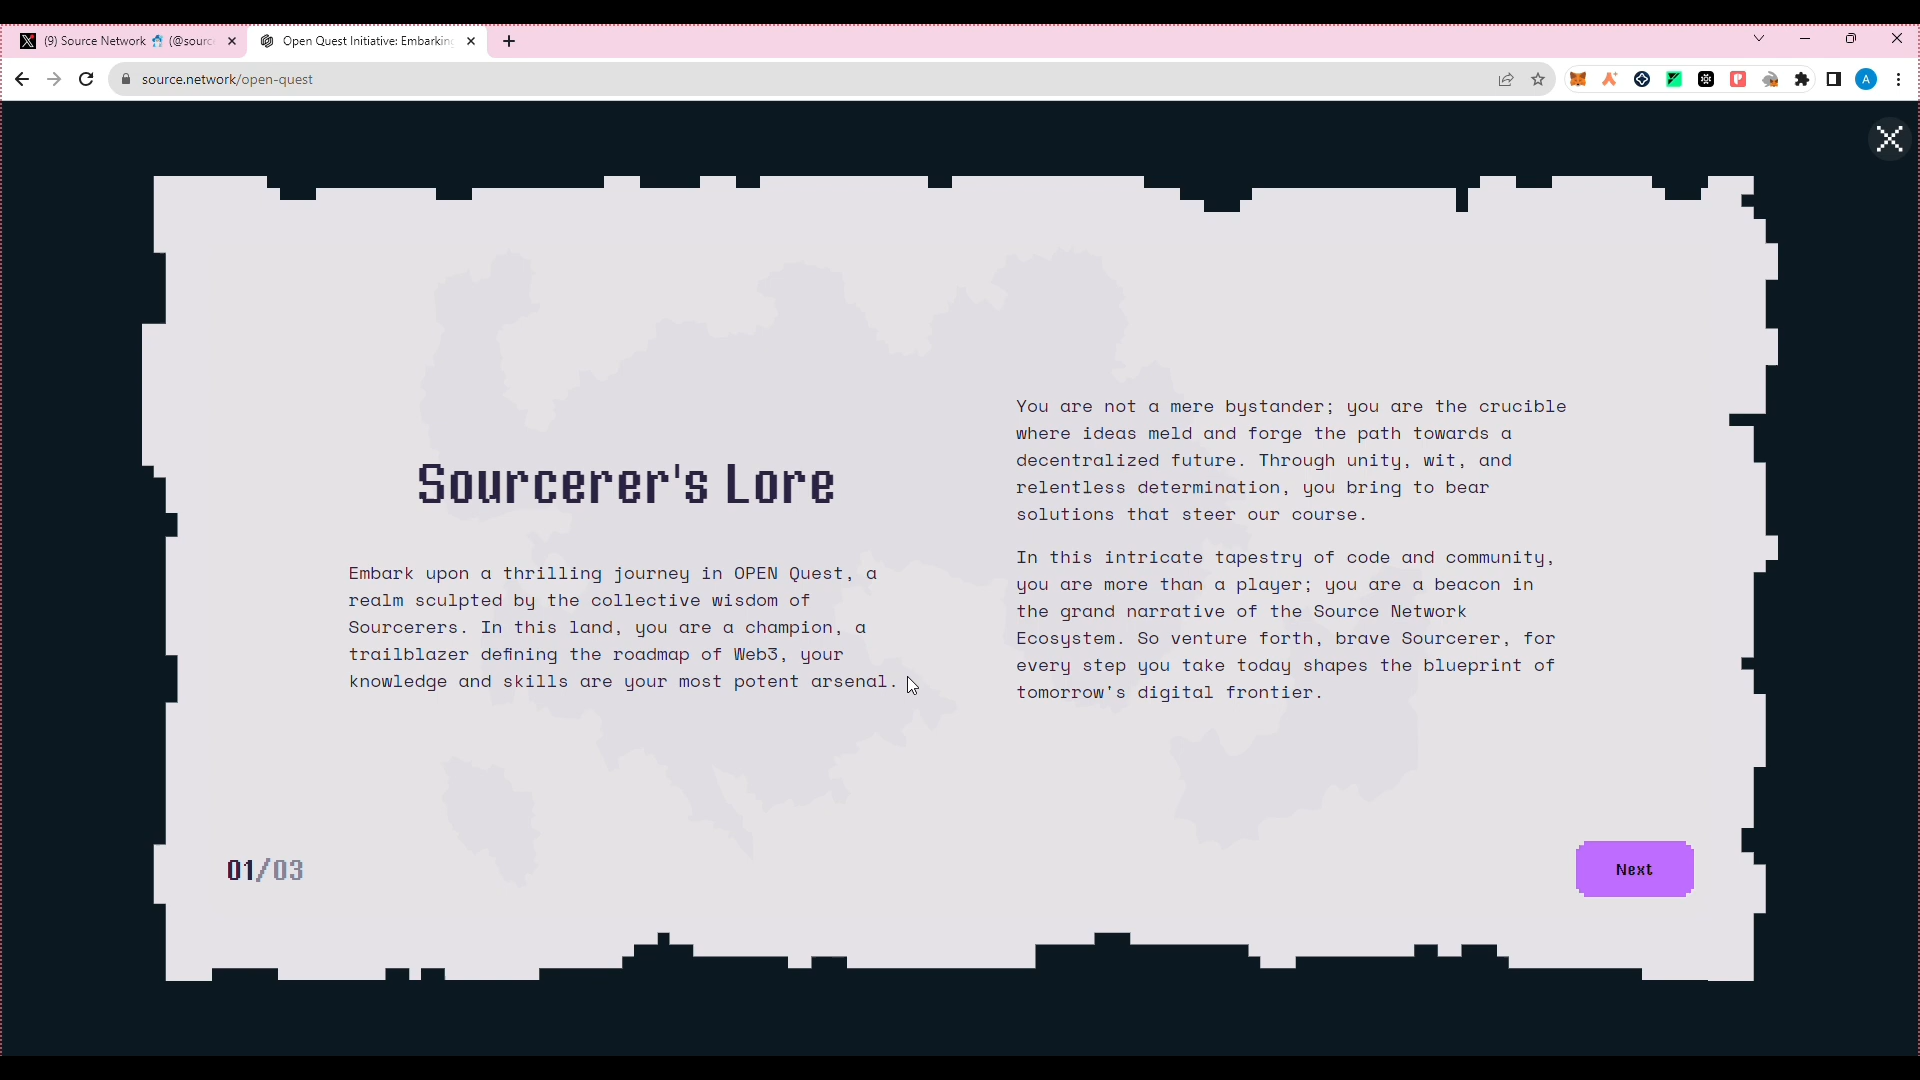 (9) Source Network (@sourc
Open Quest Initiative: Embarking
source.network/open-quest
A
Sourcerer's Lore
Embark upon a thrilling journey in OPEN Quest, a
realm sculpted by the collective wisdom of
Sourcerers. In this land, you are a champion, a
trailblazer defining the roadmap of Web3, your
knowledge and skills are your most potent arsenal.
You are not a mere bystander; you are the crucible
where ideas meld and forge the path towards a
decentralized future. Through unity, wit, and
relentless determination, you bring to bear
solutions that steer our course.
In this intricate tapestry of code and community,
you are more than a player; you are a beacon in
the grand narrative of the Source Network
Ecosystem. So venture forth, brave Sourcerer, for
every step you take today shapes the blueprint of
tomorrow's digital frontier.
01/03
Next